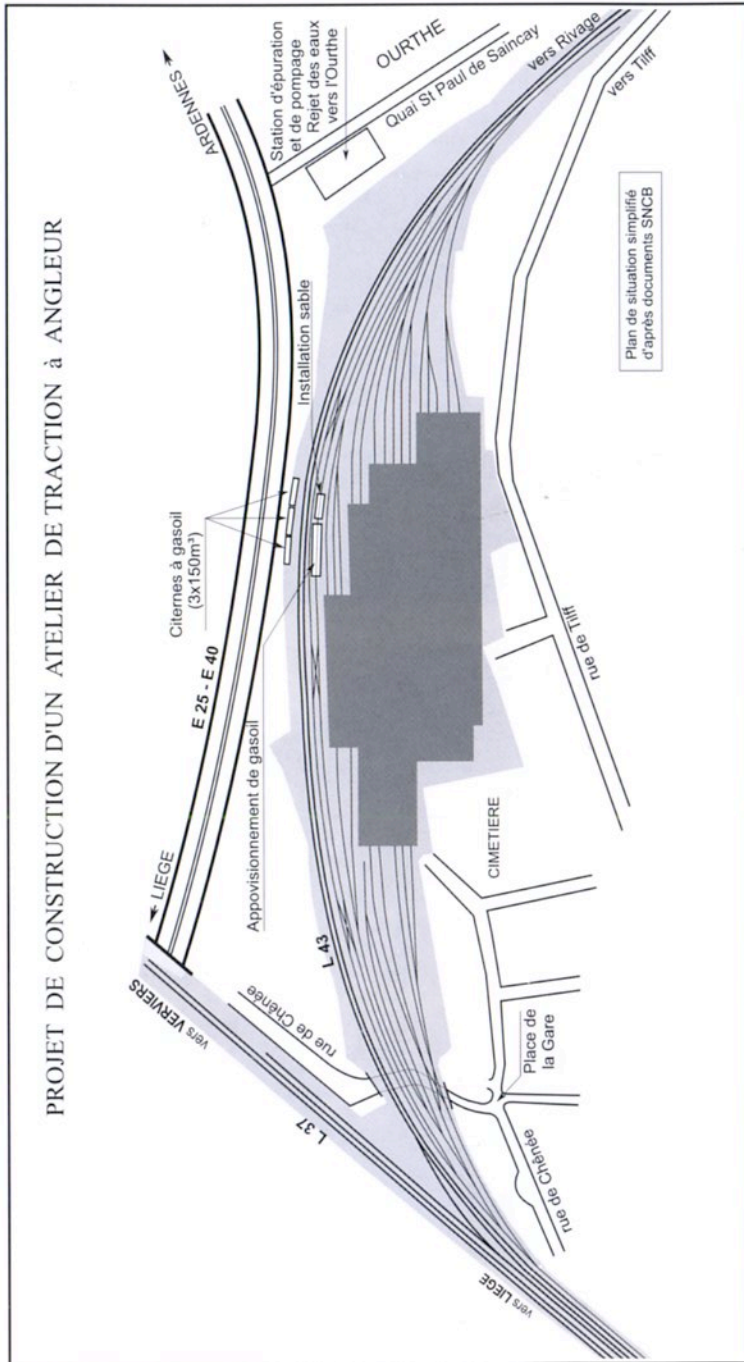 PROJET DE CONSTRUCTION D'UN ATELIER DE TRACTION à ANGLEUR
LIEGE
ARDENNES
E 25 - E 40
Citernes à gasoil
(3x150m³)
Station d'épuration
et de pompage
Rejet des eaux
vers l'Ourthe
OURTHE
Quai St Paul de Saincay
vers Rivage
vers Tilff
Installation sable
Appovisionnement de gasoil
vers VERVIERS
rue de Chênée
L 43
L 37
CIMETIERE
rue de Tilff
Place de
la Gare
rue de Chênée
vers LIEGE
Plan de situation simplifié
d'après documents SNCB